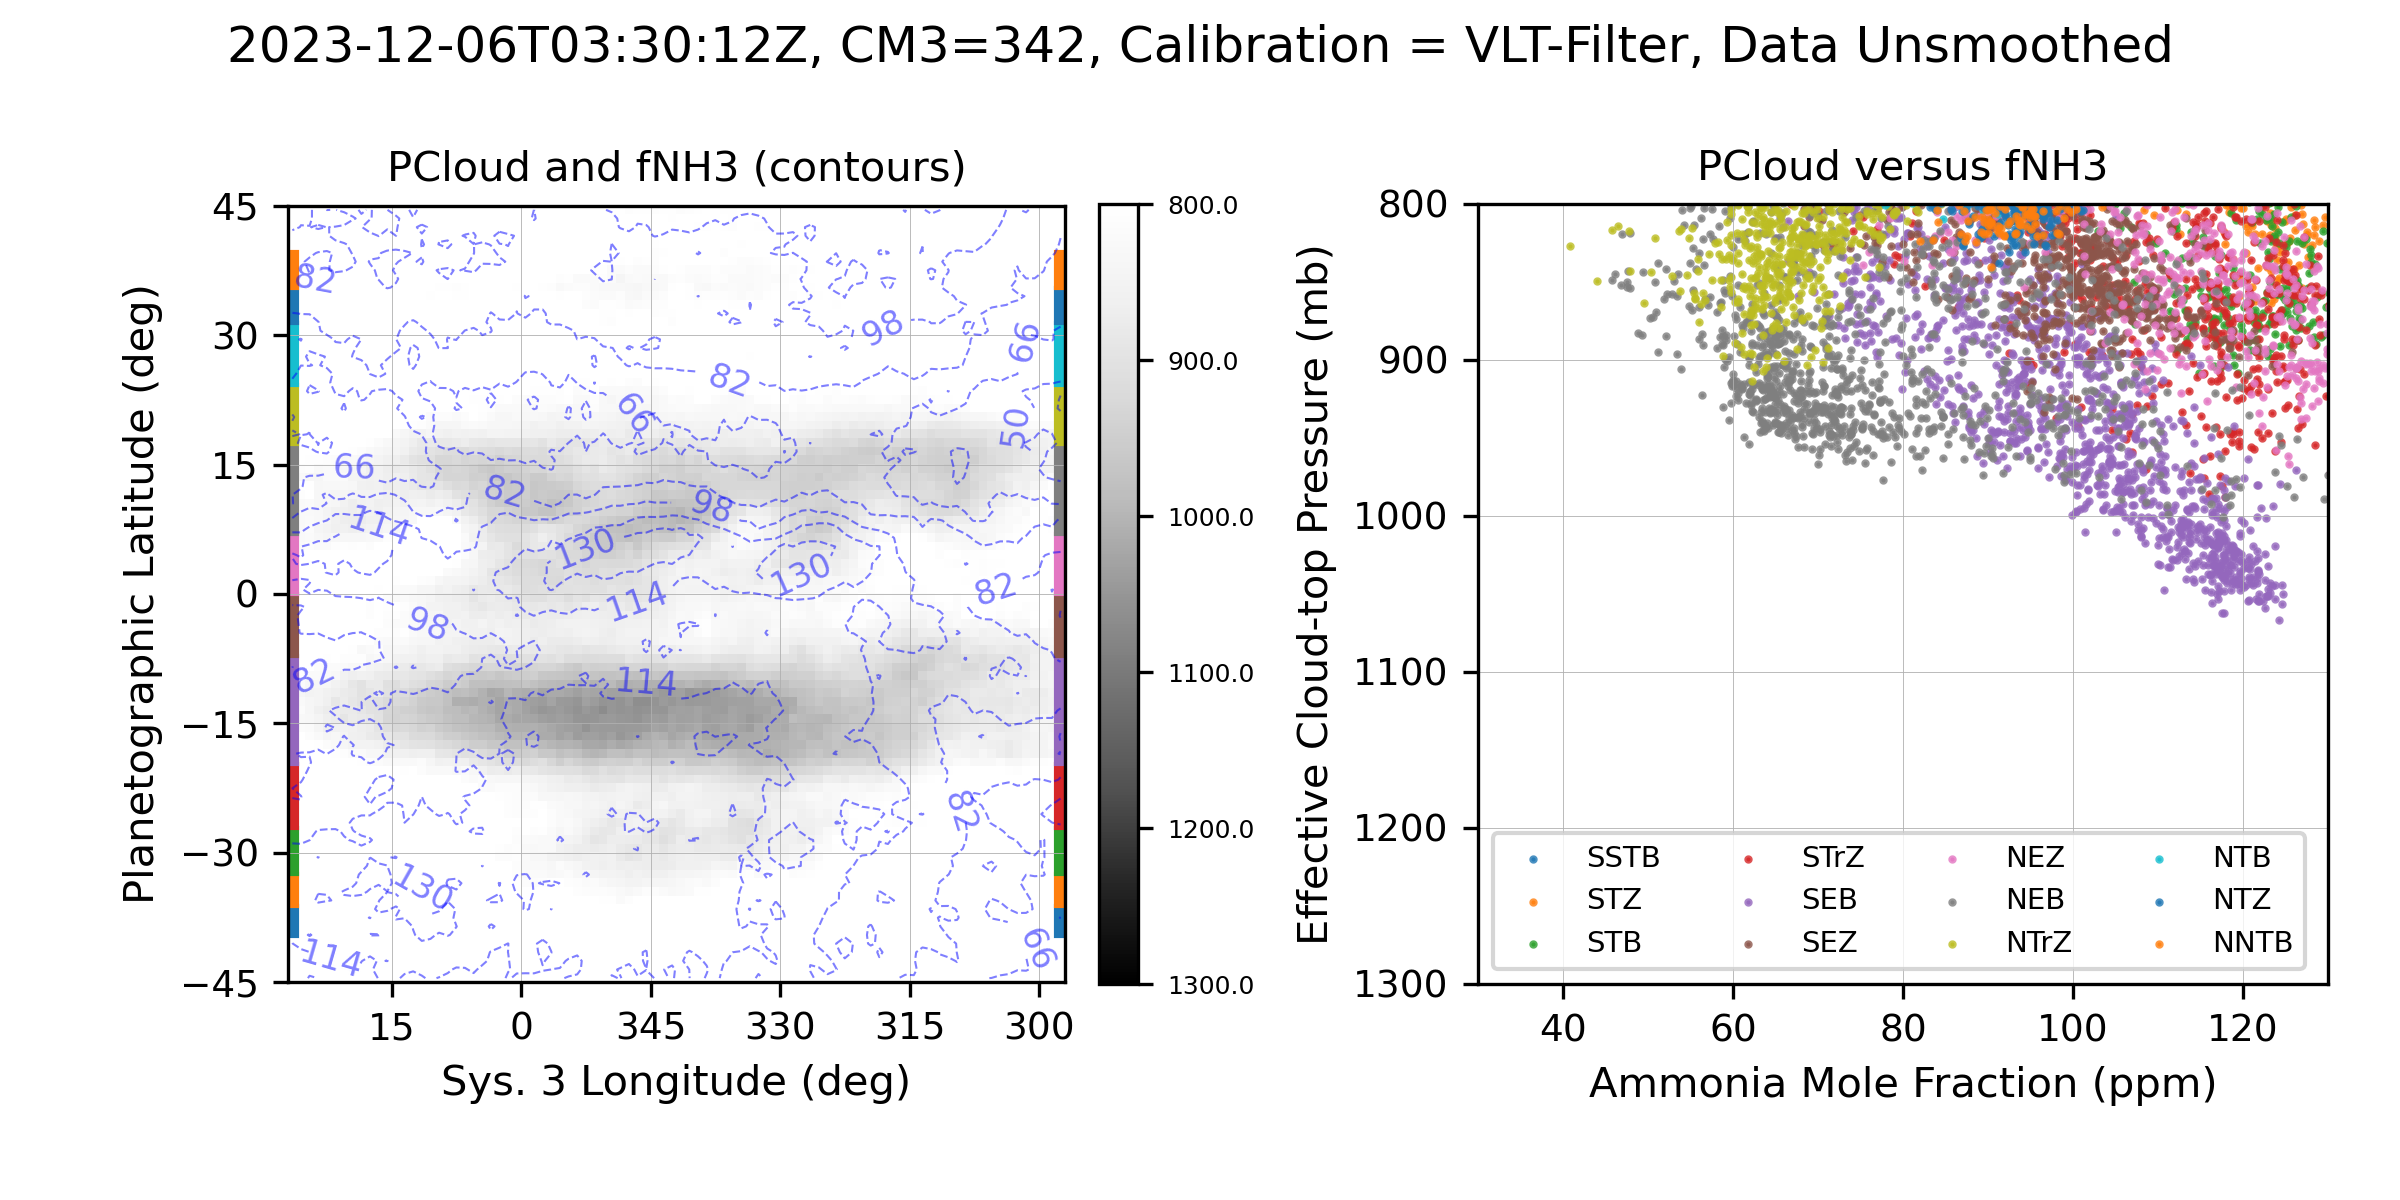 2023-12-06T03:30:12Z, CM3=342, Calibration = VLT-Filter, Data Unsmoothed
PCloud and fNH3 (contours)
Planetographic Latitude (deg)
45
30
15
0
−15
−30
−45
15
0
345
330
315
300
Sys. 3 Longitude (deg)
82
98
66
82
66
50
66
82
98
114
130
130
82
114
98
82
114
82
130
114
66
800.0
900.0
1000.0
1100.0
1200.0
1300.0
PCloud versus fNH3
Effective Cloud-top Pressure (mb)
800
900
1000
1100
1200
1300
SSTB
STZ
STB
STrZ
SEB
SEZ
NEZ
NEB
NTrZ
NTB
NTZ
NNTB
40
60
80
100
120
Ammonia Mole Fraction (ppm)